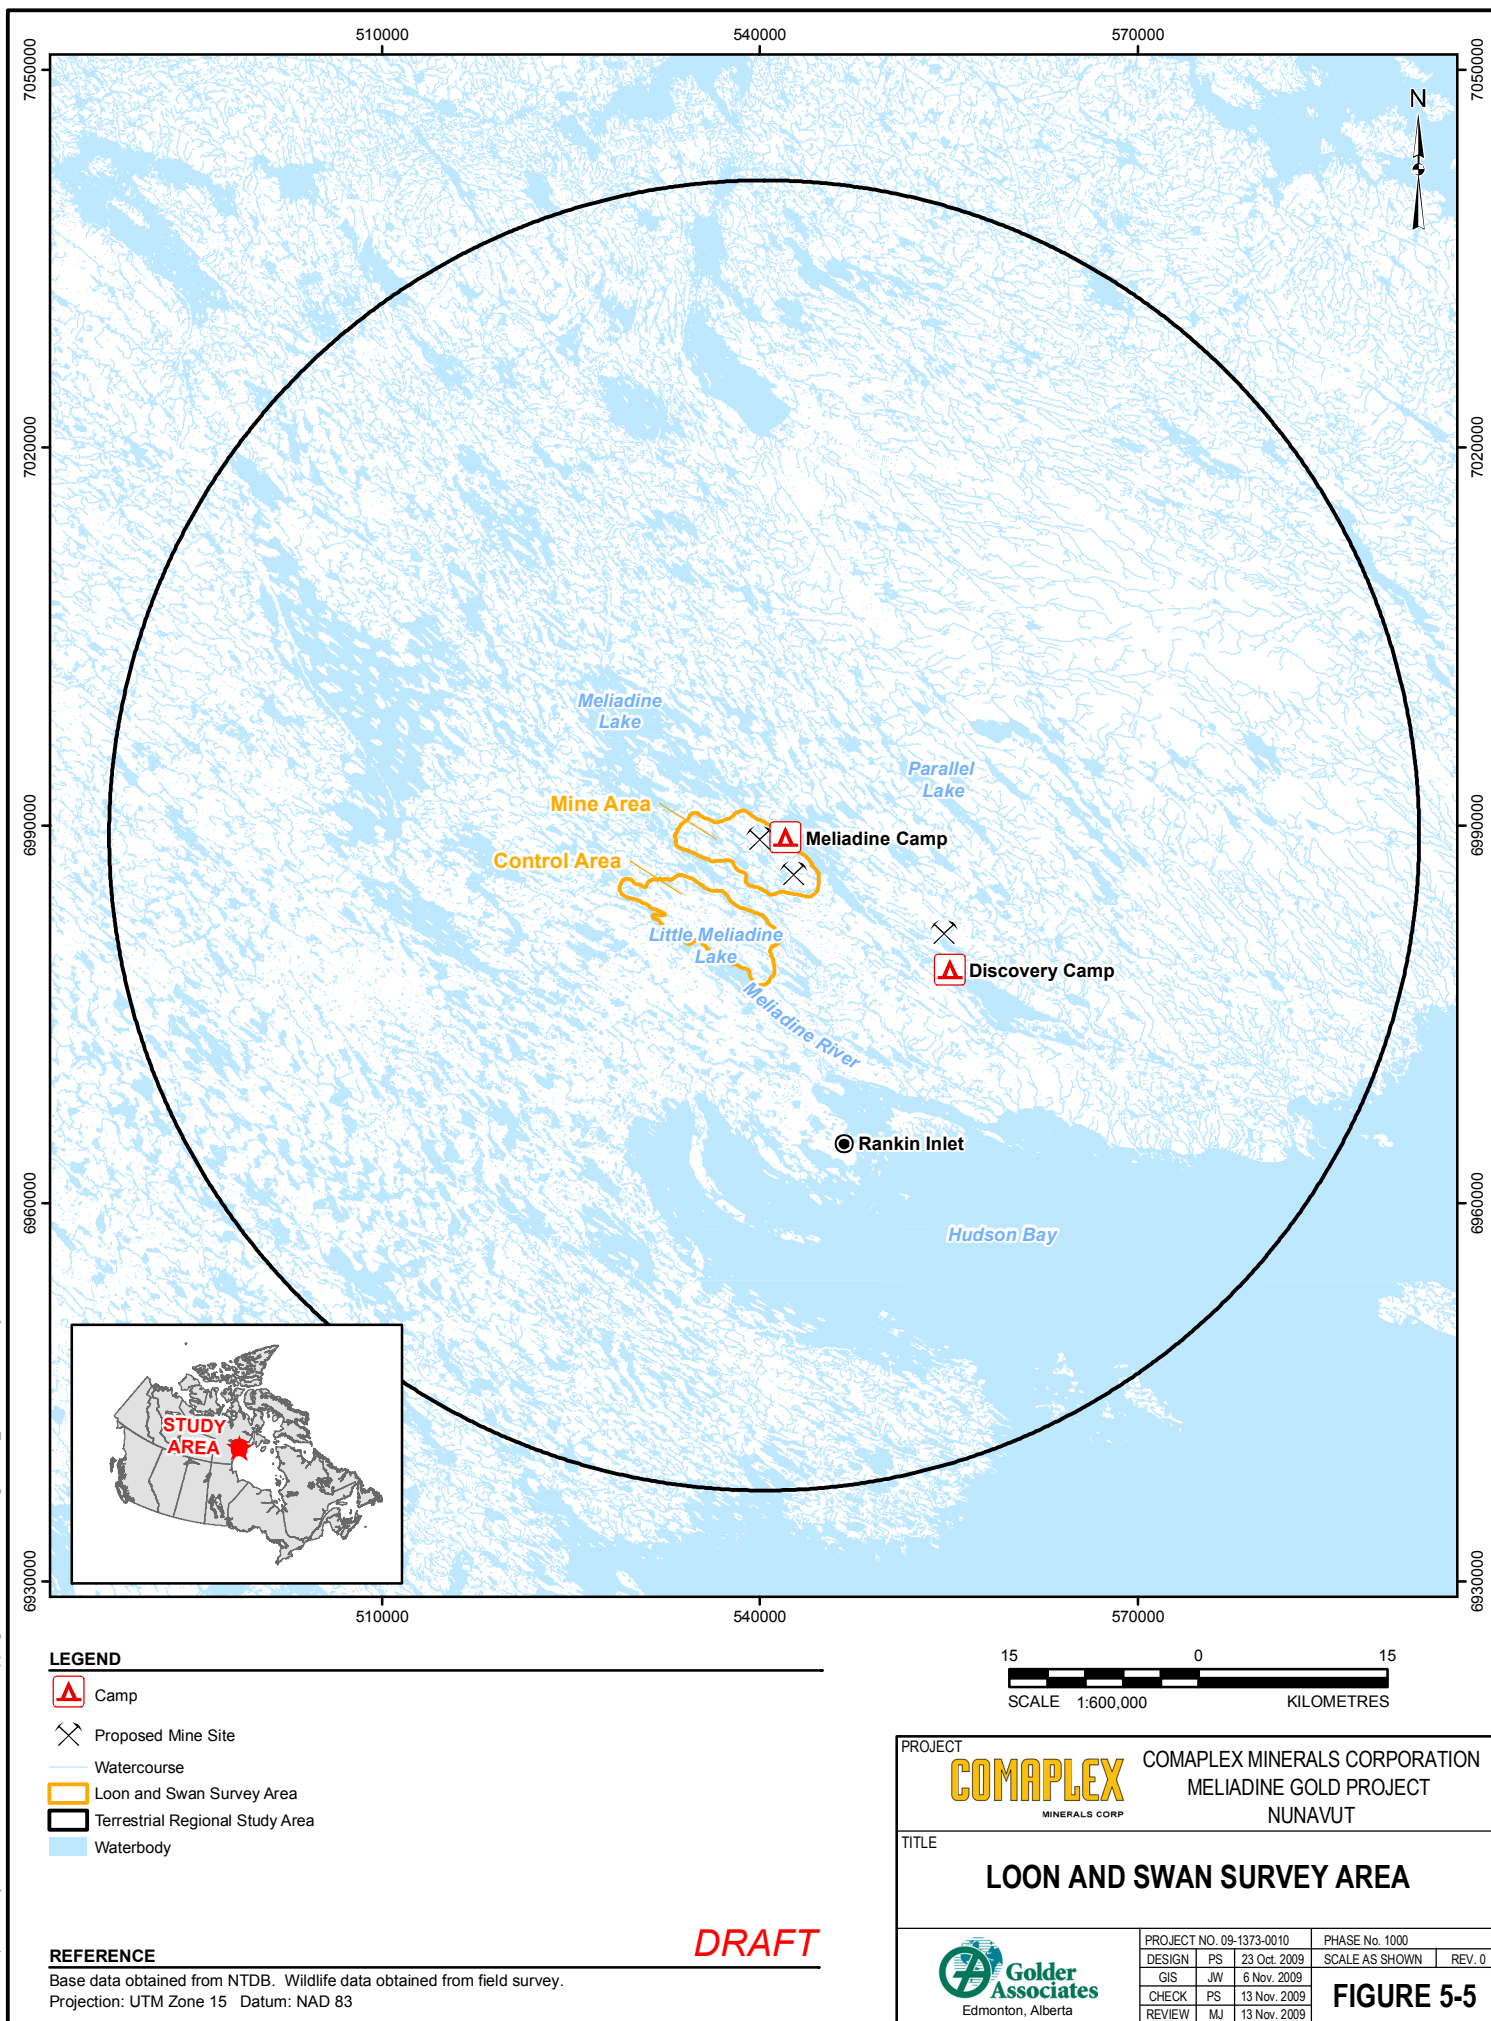 510000
540000
570000
7050000
7050000
N
7020000
7020000
Meliadine
Lake
Parallel
Lake
Mine Area
6990000
6990000
Meliadine Camp
Control Area
Little Meliadine
Lake
Discovery Camp
Meliadine River
Rankin Inlet
6960000
6960000
Hudson Bay
STUDY
AREA
6930000
6930000
510000
540000
570000
LEGEND
Camp
Proposed Mine Site
Watercourse
Loon and Swan Survey Area
Terrestrial Regional Study Area
Waterbody
15 0 15
SCALE 1:600,000 KILOMETRES
PROJECT
COMAPLEX
MINERALS CORP
COMAPLEX MINERALS CORPORATION
MELIADINE GOLD PROJECT
NUNAVUT
TITLE
LOON AND SWAN SURVEY AREA
DRAFT
REFERENCE
Base data obtained from NTDB. Wildlife data obtained from field survey.
Projection: UTM Zone 15 Datum: NAD 83
Golder
Associates
Edmonton, Alberta
PROJECT NO. 09-1373-0010 PHASE No. 1000
DESIGN PS 23 Oct. 2009 SCALE AS SHOWN REV. 0
GIS JW 6 Nov. 2009
CHECK PS 13 Nov. 2009
REVIEW MJ 13 Nov. 2009
FIGURE 5-5